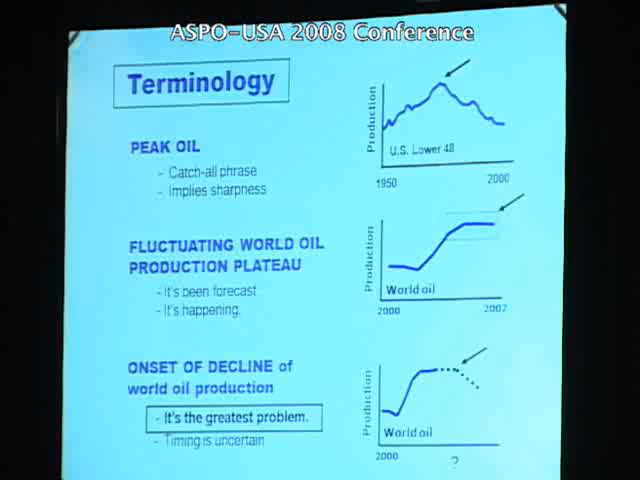 ASPO-USA 2008 Conference
Terminology
PEAK OIL
- Catch-all phrase
- Implies sharpness
Production
U.S. Lower 48
1950
2000
FLUCTUATING WORLD OIL
PRODUCTION PLATEAU
- It's been forecast
- It's happening.
Production
World oil
2000
2007
ONSET OF DECLINE of
world oil production
- It's the greatest problem.
- Timing is uncertain
Production
World oil
2000
?